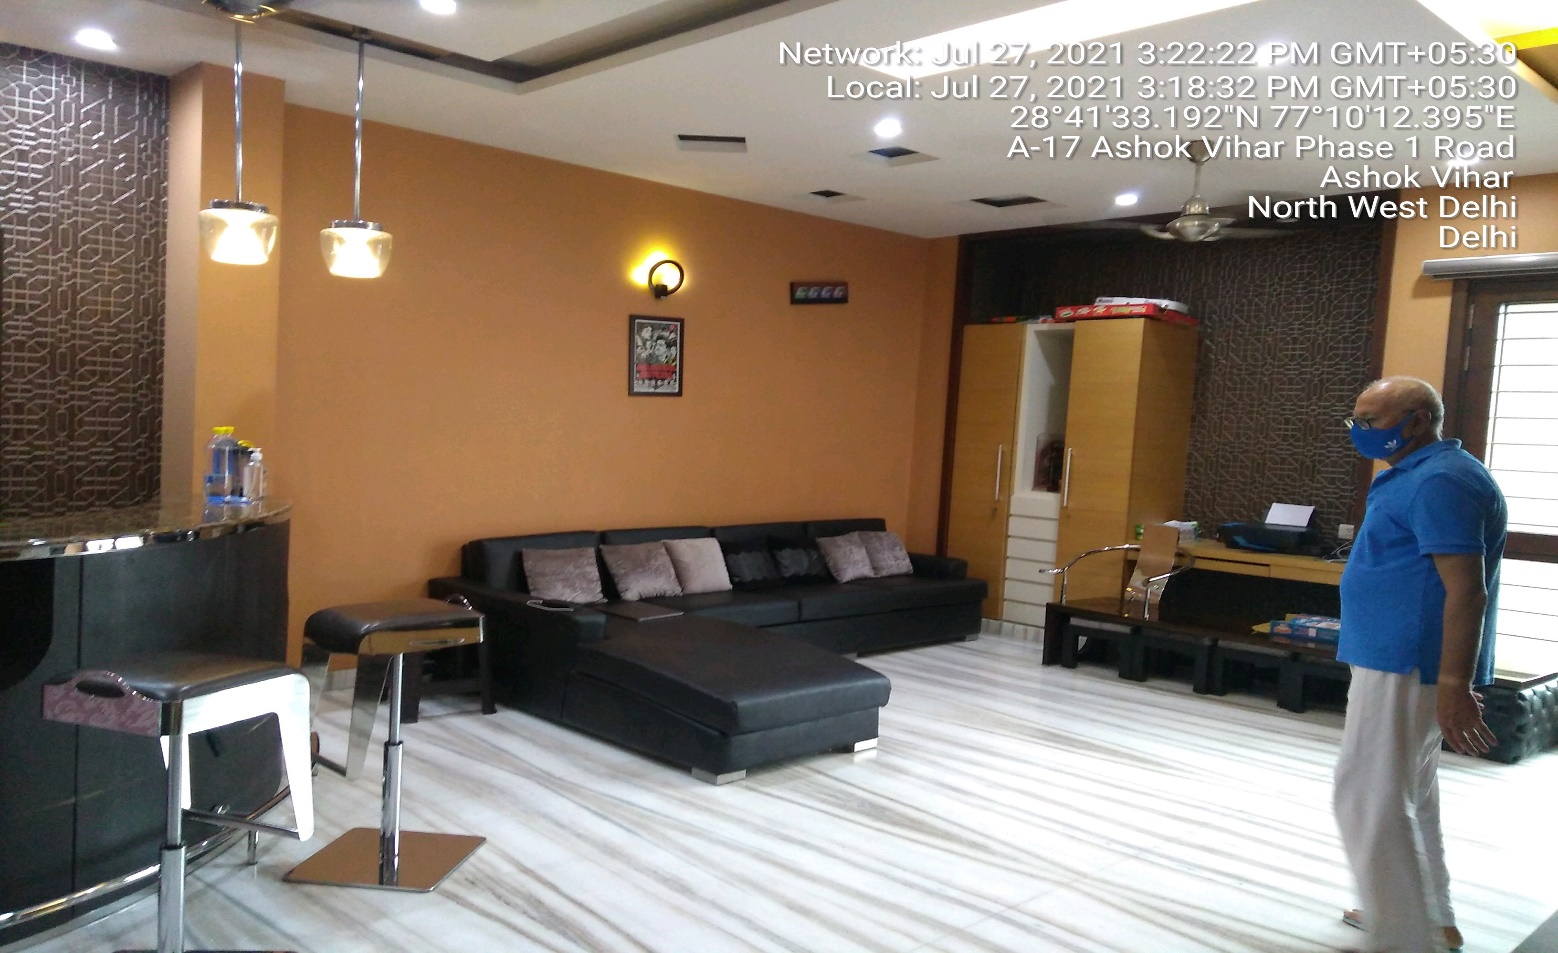 Network: Jul 27, 2021 3:22:22 PM GMT+05:30
Local: Jul 27, 2021 3:18:32 PM GMT+05:30
28°41'33.192"N 77°10'12.395"E
A-17 Ashok Vihar Phase 1 Road
Ashok Vihar
North West Delhi
Delhi